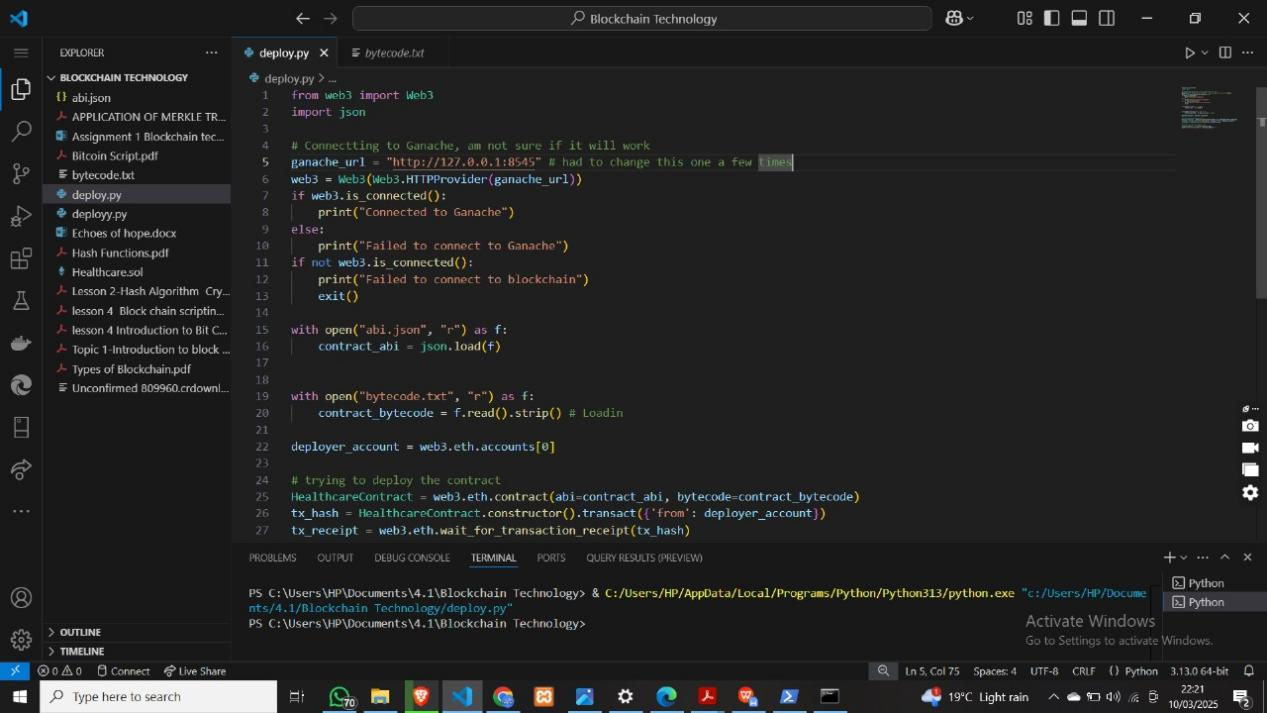 Blockchain Technology
EXPLORER
BLOCKCHAIN TECHNOLOGY
{} abi.json
APPLICATION OF MERKLE TR...
Assignment 1 Blockchain tec...
Bitcoin Script.pdf
bytecode.txt
deploy.py
deployy.py
Echoes of hope.docx
Hash Functions.pdf
Healthcare.sol
Lesson 2-Hash Algorithm Cry...
lesson 4 Block chain scriptin...
lesson 4 Introduction to Bit C...
Topic 1-Introduction to block ...
Types of Blockchain.pdf
Unconfirmed 809960.crdownl...
OUTLINE
TIMELINE
deploy.py
bytecode.txt
deploy.py > ...
1 from web3 import Web3
2 import json
3
4 # Connectting to Ganache, am not sure if it will work
5 ganache_url = "http://127.0.0.1:8545" # had to change this one a few times
6 web3 = Web3(Web3.HTTPProvider(ganache_url))
7 if web3.is_connected():
8     print("Connected to Ganache")
9 else:
10     print("Failed to connect to Ganache")
11 if not web3.is_connected():
12     print("Failed to connect to blockchain")
13     exit()
14
15 with open("abi.json", "r") as f:
16     contract_abi = json.load(f)
17
18
19 with open("bytecode.txt", "r") as f:
20     contract_bytecode = f.read().strip() # Loadin
21
22 deployer_account = web3.eth.accounts[0]
23
24 # trying to deploy the contract
25 HealthcareContract = web3.eth.contract(abi=contract_abi, bytecode=contract_bytecode)
26 tx_hash = HealthcareContract.constructor().transact({'from': deployer_account})
27 tx_receipt = web3.eth.wait_for_transaction_receipt(tx_hash)
PROBLEMS OUTPUT DEBUG CONSOLE TERMINAL PORTS QUERY RESULTS (PREVIEW)
PS C:\Users\HP\Documents\4.1\Blockchain Technology> & C:/Users/HP/AppData/Local/Programs/Python/Python313/python.exe "c:/Users/HP/Docume
nts/4.1/Blockchain Technology/deploy.py"
PS C:\Users\HP\Documents\4.1\Blockchain Technology>
Python
Python
Activate Windows
Go to Settings to activate Windows.
0 0 Connect Live Share
Ln 5, Col 75 Spaces: 4 UTF-8 CRLF {} Python 3.13.0 64-bit
Type here to search
70
19°C Light rain
22:21
10/03/2025
2